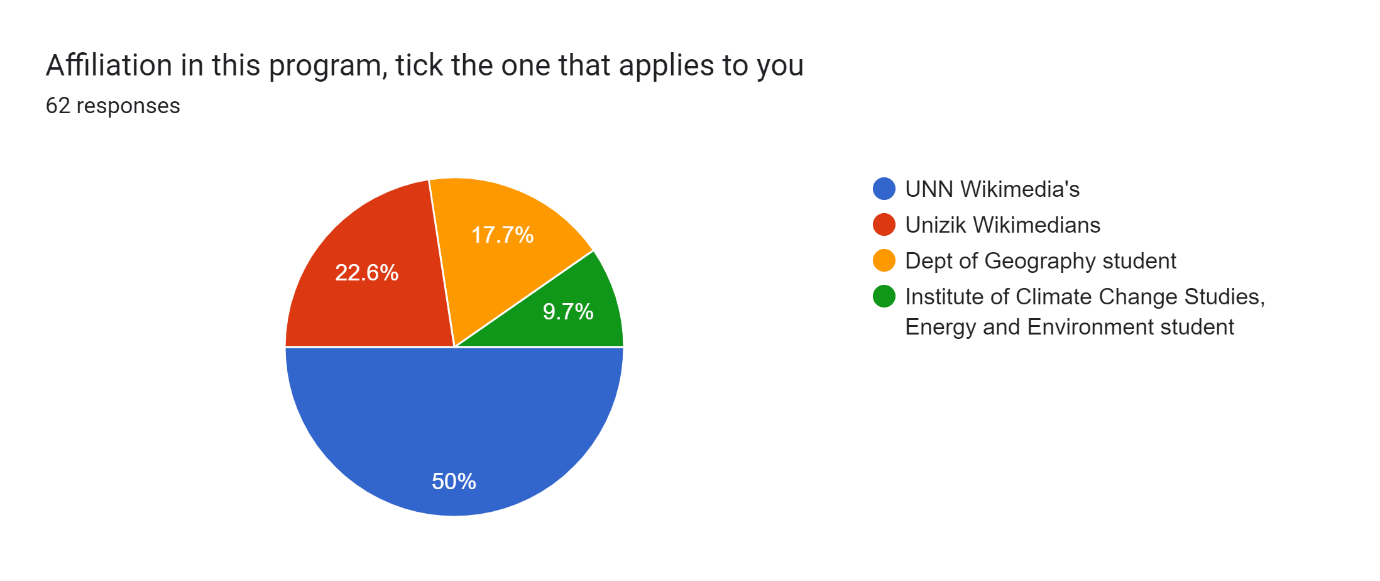 Affiliation in this program, tick the one that applies to you
62 responses
17.7%
22.6%
9.7%
50%
UNN Wikimedia's
Unizik Wikimedians
Dept of Geography student
Institute of Climate Change Studies,
Energy and Environment student